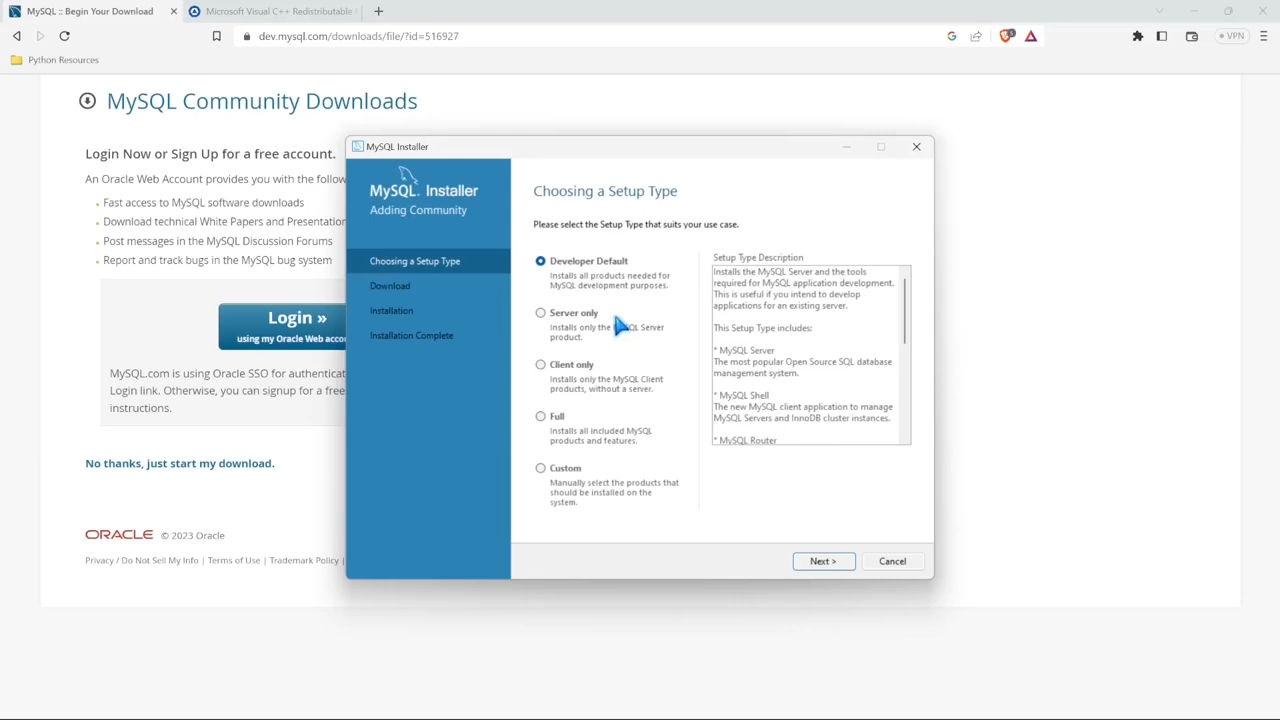 MySQL :: Begin Your Download
Microsoft Visual C++ Redistributable
dev.mysql.com/downloads/file/?id=516927
5
VPN
Python Resources
MySQL Community Downloads
Login Now or Sign Up for a free account.
An Oracle Web Account provides you with the follow
Fast access to MySQL software downloads
Download technical White Papers and Presentation
Post messages in the MySQL Discussion Forums
Report and track bugs in the MySQL bug system
Login »
using my Oracle Web accou
MySQL.com is using Oracle SSO for authenticat
Login link. Otherwise, you can signup for a free
instructions.
No thanks, just start my download.
ORACLE © 2023 Oracle
Privacy / Do Not Sell My Info | Terms of Use | Trademark Policy |
MySQL Installer
MySQL. Installer
Adding Community
Choosing a Setup Type
Download
Installation
Installation Complete
Choosing a Setup Type
Please select the Setup Type that suits your use case.
Developer Default
Installs all products needed for
MySQL development purposes.
Server only
Installs only the MySQL Server
product.
Client only
Installs only the MySQL Client
products, without a server.
Full
Installs all included MySQL
products and features.
Custom
Manually select the products that
should be installed on the
system.
Setup Type Description
Installs the MySQL Server and the tools
required for MySQL application development.
This is useful if you intend to develop
applications for an existing server.
This Setup Type includes:
* MySQL Server
The most popular Open Source SQL database
management system.
* MySQL Shell
The new MySQL client application to manage
MySQL Servers and InnoDB cluster instances.
* MySQL Router
Next >
Cancel